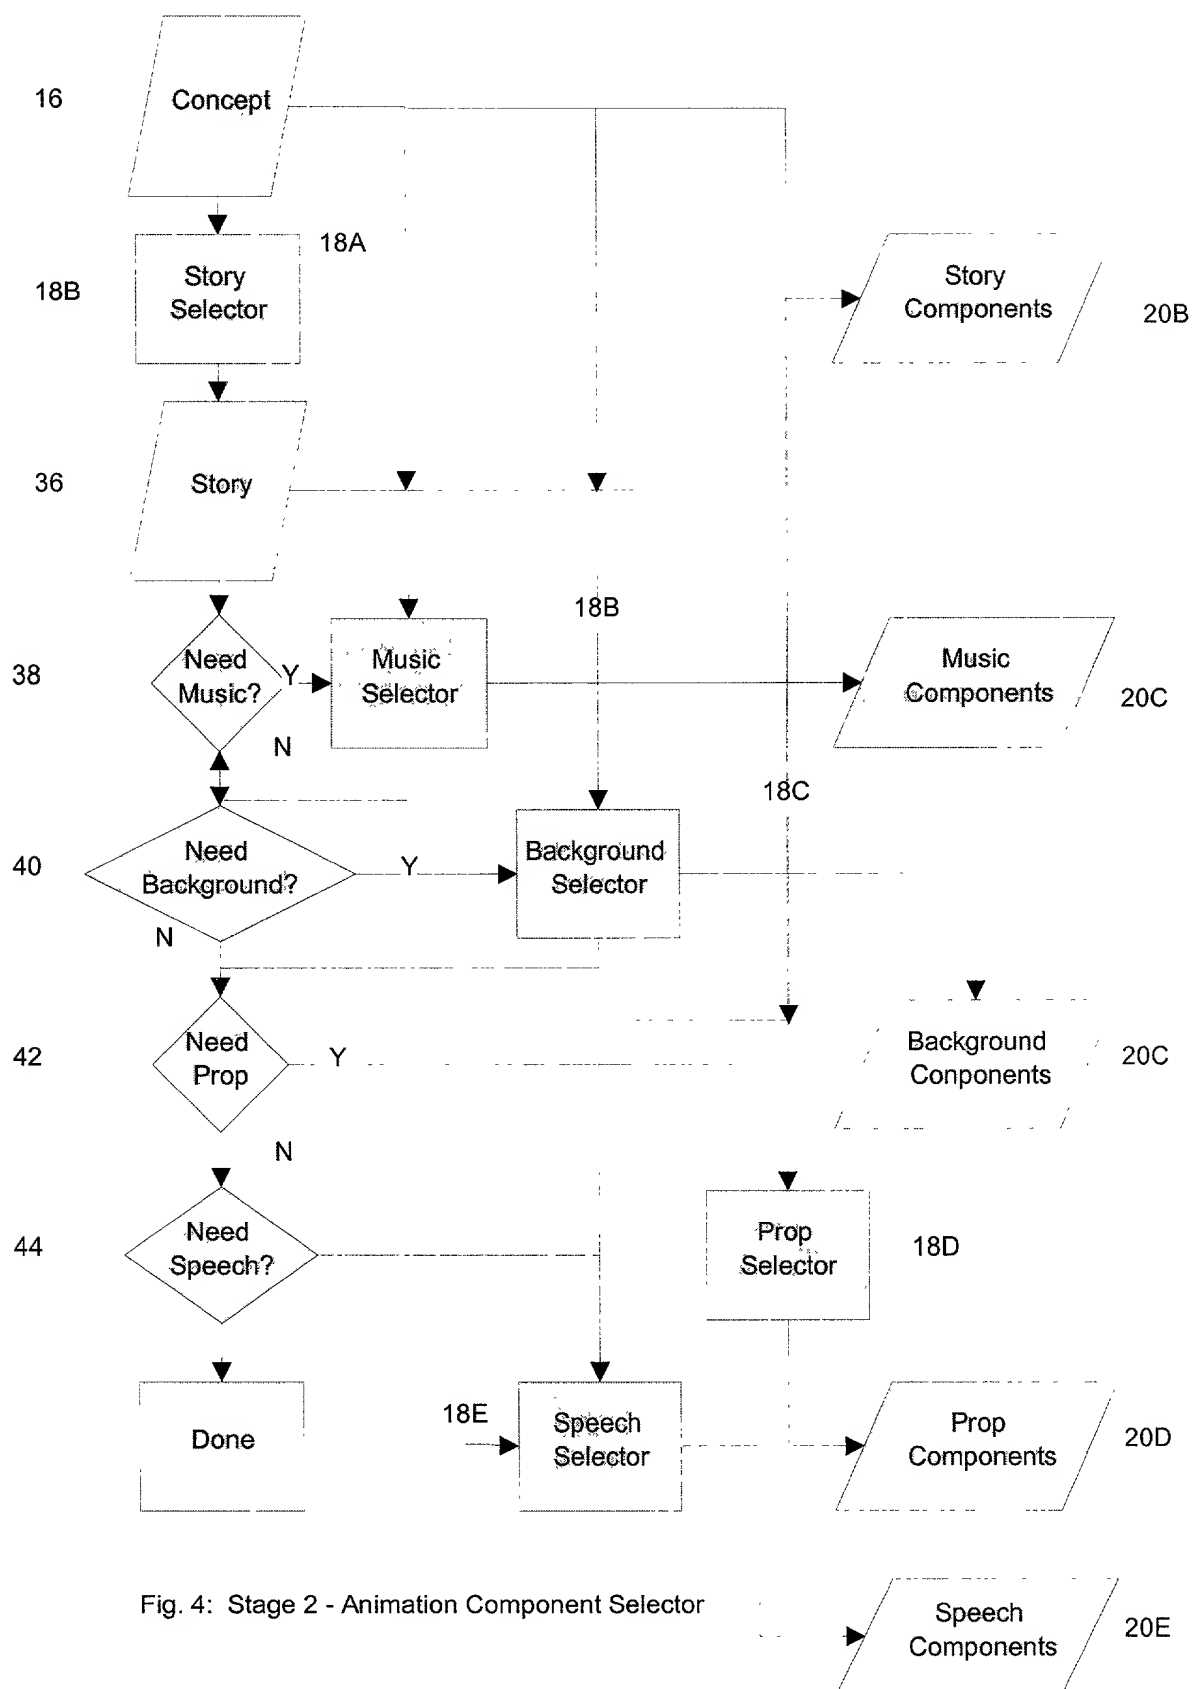 16
Concept
18A
18B
Story
Selector
Story
Components
20B
36
Story
18B
38
Need
Music?
Y
Music
Selector
Music
Components
20C
N
18C
40
Need
Background?
Y
Background
Selector
N
42
Need
Prop
Y
Background
Conponents
20C
N
44
Need
Speech?
Prop
Selector
18D
Done
18E
Speech
Selector
Prop
Components
20D
Fig. 4: Stage 2 - Animation Component Selector
Speech
Components
20E